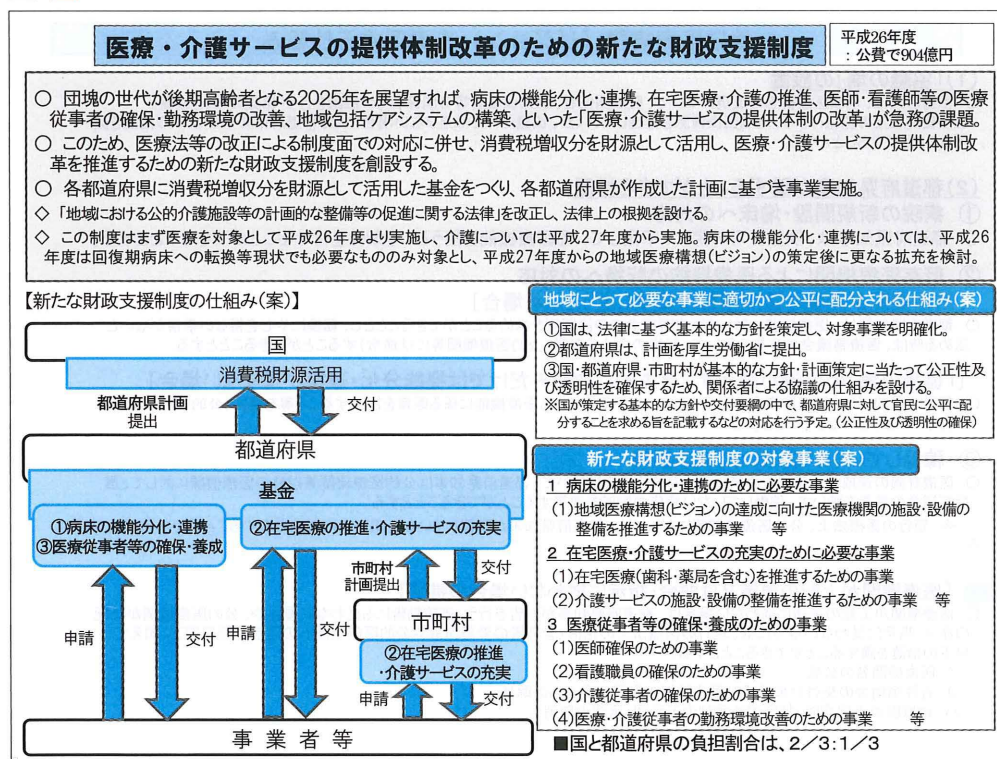 医療・介護サービスの提供体制改革のための新たな財政支援制度
平成26年度
：公費で904億円
○ 団塊の世代が後期高齢者となる2025年を展望すれば、病床の機能分化・連携、在宅医療・介護の推進、医師・看護師等の医療
従事者の確保・勤務環境の改善、地域包括ケアシステムの構築、といった「医療・介護サービスの提供体制の改革」が急務の課題。
○ このため、医療法等の改正による制度面での対応に併せ、消費税増収分を財源として活用し、医療・介護サービスの提供体制改
革を推進するための新たな財政支援制度を創設する。
○ 各都道府県に消費税増収分を財源として活用した基金をつくり、各都道府県が作成した計画に基づき事業実施。
◇ 「地域における公的介護施設等の計画的な整備等の促進に関する法律」を改正し、法律上の根拠を設ける。
◇ この制度はまず医療を対象として平成26年度より実施し、介護については平成27年度から実施。病床の機能分化・連携については、平成26
年度は回復期病床への転換等現状でも必要なもののみ対象とし、平成27年度からの地域医療構想（ビジョン）の策定後に更なる拡充を検討。
【新たな財政支援制度の仕組み（案）】
国
消費税財源活用
都道府県計画
提出
交付
都道府県
基金
①病床の機能分化・連携
③医療従事者等の確保・養成
②在宅医療の推進・介護サービスの充実
市町村
計画提出
交付
市町村
②在宅医療の推進
・介護サービスの充実
申請
交付
申請
交付
申請
交付
事業者等
地域にとって必要な事業に適切かつ公平に配分される仕組み（案）
①国は、法律に基づく基本的な方針を策定し、対象事業を明確化。
②都道府県は、計画を厚生労働省に提出。
③国・都道府県・市町村が基本的な方針・計画策定に当たって公正性及
び透明性を確保するため、関係者による協議の仕組みを設ける。
※国が策定する基本的な方針や交付要綱の中で、都道府県に対して官民に公平に配
分することを求める旨を記載するなどの対応を行う予定。（公正性及び透明性の確保）
新たな財政支援制度の対象事業（案）
1 病床の機能分化・連携のために必要な事業
（1）地域医療構想（ビジョン）の達成に向けた医療機関の施設・設備の
整備を推進するための事業 等
2 在宅医療・介護サービスの充実のために必要な事業
（1）在宅医療（歯科・薬局を含む）を推進するための事業
（2）介護サービスの施設・設備の整備を推進するための事業 等
3 医療従事者等の確保・養成のための事業
（1）医師確保のための事業
（2）看護職員の確保のための事業
（3）介護従事者の確保のための事業
（4）医療・介護従事者の勤務環境改善のための事業 等
■国と都道府県の負担割合は、2／3：1／3